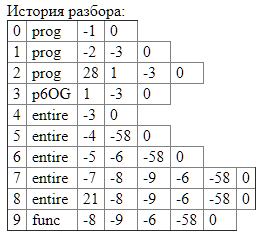 История разбора:
0 prog -1 0
1 prog -2 -3 0
2 prog 28 1 -3 0
3 p6OG 1 -3 0
4 entire -3 0
5 entire -4 -58 0
6 entire -5 -6 -58 0
7 entire -7 -8 -9 -6 -58 0
8 entire 21 -8 -9 -6 -58 0
9 func -8 -9 -6 -58 0